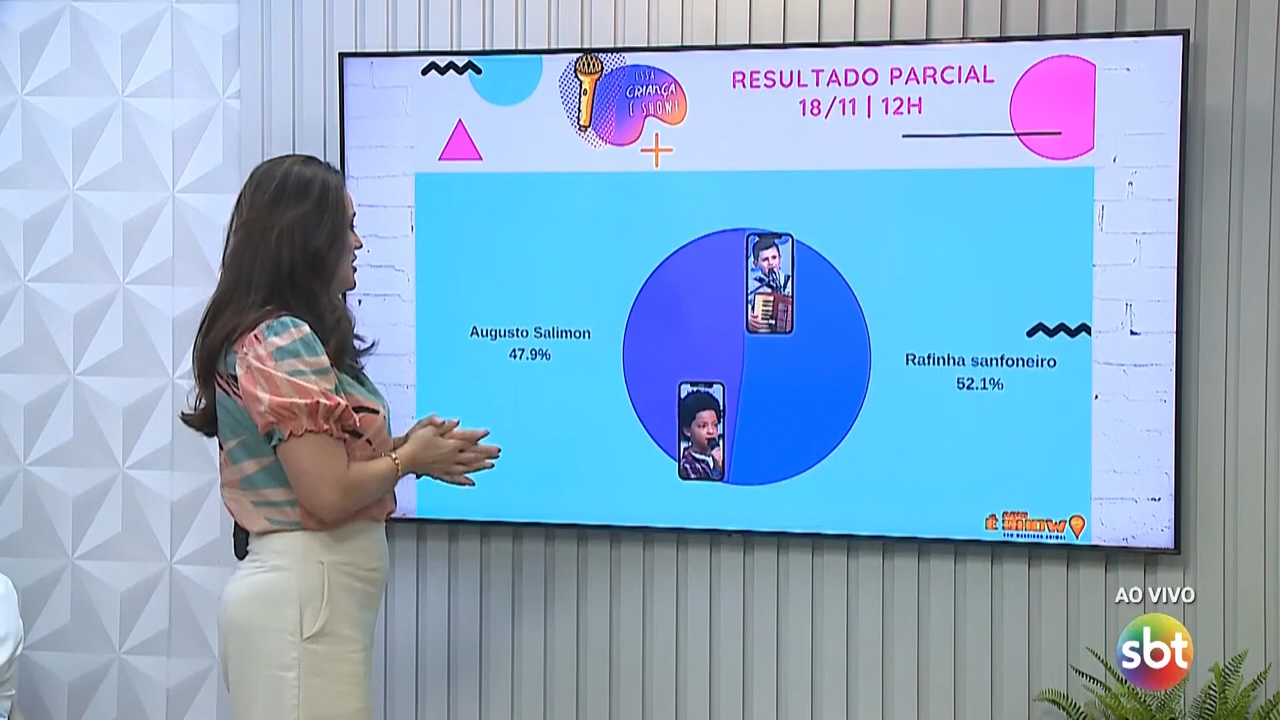 ESSA
CRIANÇA
É SHOW!
RESULTADO PARCIAL
18/11 | 12H
Augusto Salimon
47.9%
Rafinha sanfoneiro
52.1%
É SHOW
AO VIVO
sbt